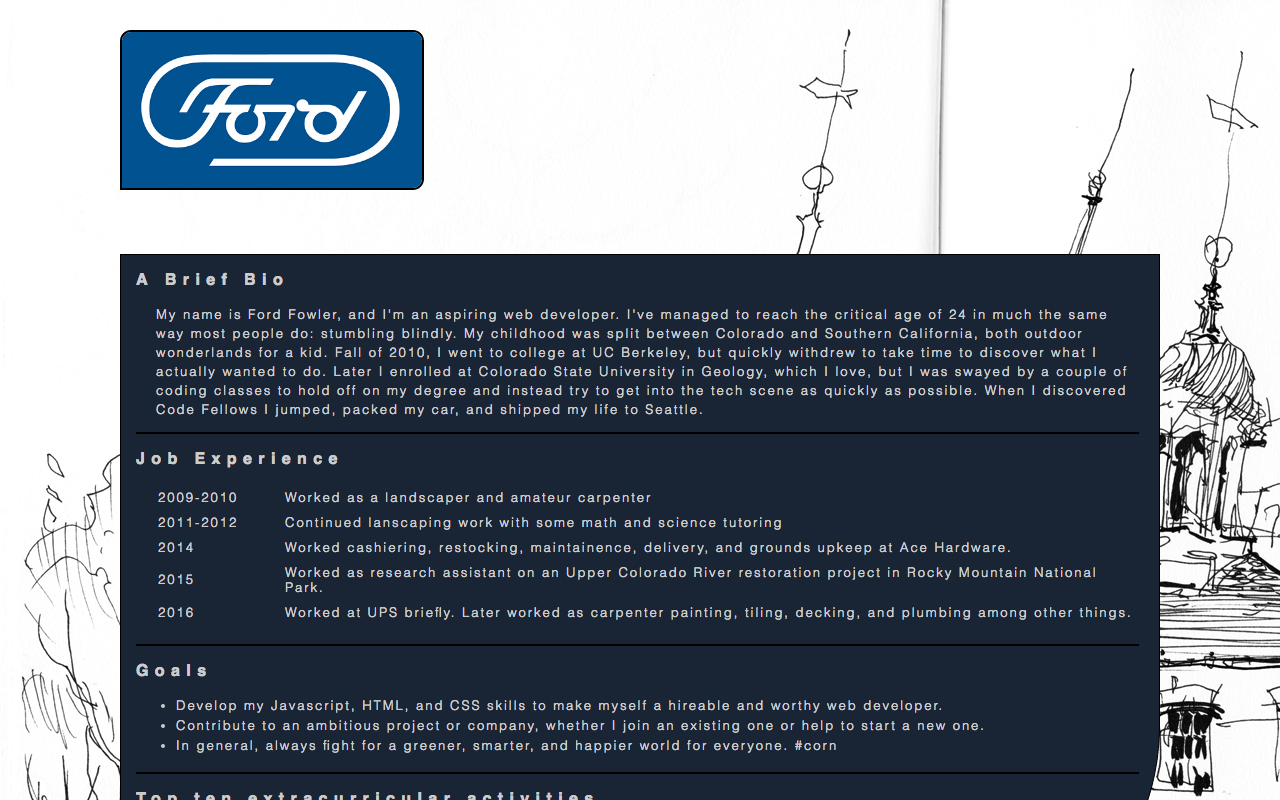 Ford
A Brief Bio
My name is Ford Fowler, and I'm an aspiring web developer. I've managed to reach the critical age of 24 in much the same
way most people do: stumbling blindly. My childhood was split between Colorado and Southern California, both outdoor
wonderlands for a kid. Fall of 2010, I went to college at UC Berkeley, but quickly withdrew to take time to discover what I
actually wanted to do. Later I enrolled at Colorado State University in Geology, which I love, but I was swayed by a couple of
coding classes to hold off on my degree and instead try to get into the tech scene as quickly as possible. When I discovered
Code Fellows I jumped, packed my car, and shipped my life to Seattle.
Job Experience
2009-2010 Worked as a landscaper and amateur carpenter
2011-2012 Continued lanscaping work with some math and science tutoring
2014 Worked cashiering, restocking, maintainence, delivery, and grounds upkeep at Ace Hardware.
2015 Worked as research assistant on an Upper Colorado River restoration project in Rocky Mountain National
Park.
2016 Worked at UPS briefly. Later worked as carpenter painting, tiling, decking, and plumbing among other things.
Goals
• Develop my Javascript, HTML, and CSS skills to make myself a hireable and worthy web developer.
• Contribute to an ambitious project or company, whether I join an existing one or help to start a new one.
• In general, always fight for a greener, smarter, and happier world for everyone. #corn
Top ten extracurricular activities